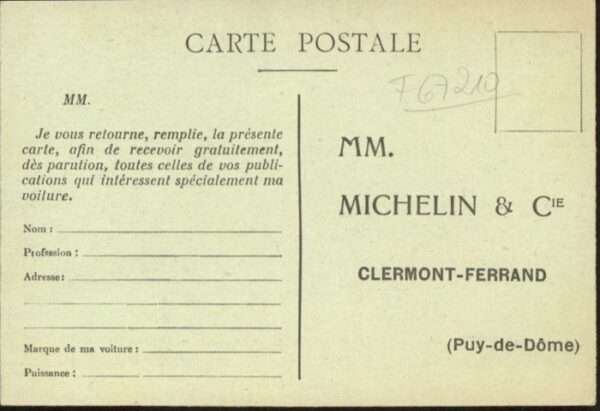 CARTE POSTALE
F 67210
MM.
Je vous retourne, remplie, la présente
carte, afin de recevoir gratuitement,
dès parution, toutes celles de vos publi-
cations qui intéressent spécialement ma
voiture.
Nom :
Profession :
Adresse :
Marque de ma voiture :
Puissance :
MM.
MICHELIN & CIE
CLERMONT-FERRAND
(Puy-de-Dôme)